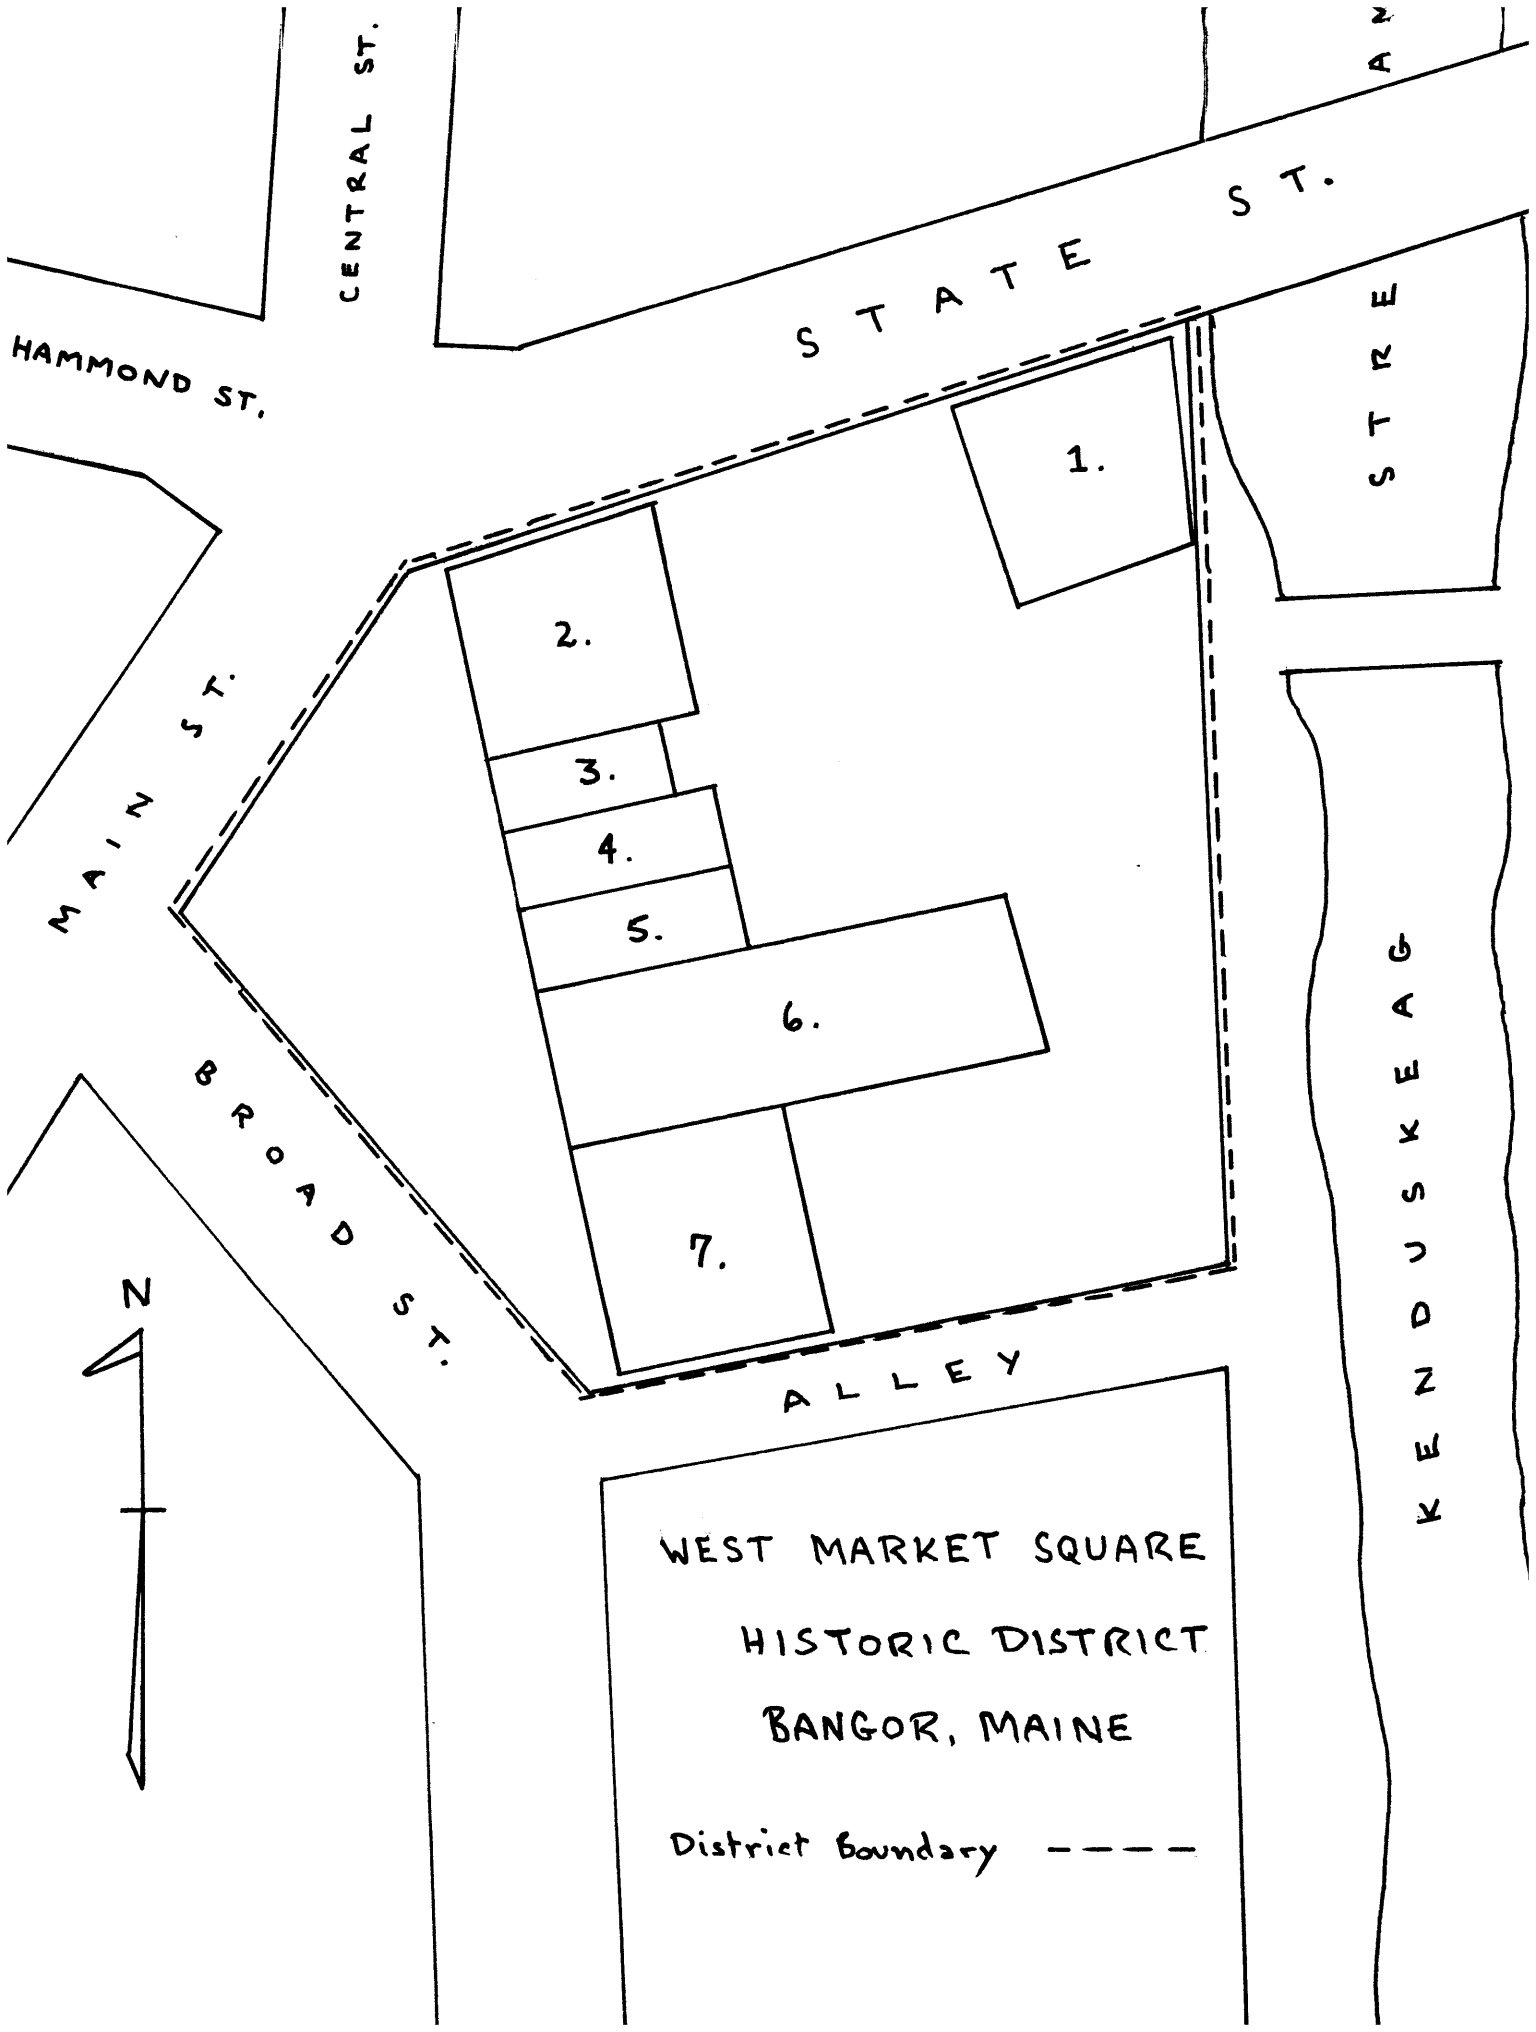 CENTRAL ST.
HAMMOND ST.
STATE ST.
MAIN ST.
BROAD ST.
ALLEY
KENDUSKEAG
1.
2.
3.
4.
5.
6.
7.
N
WEST MARKET SQUARE
HISTORIC DISTRICT
BANGOR, MAINE
District Boundary